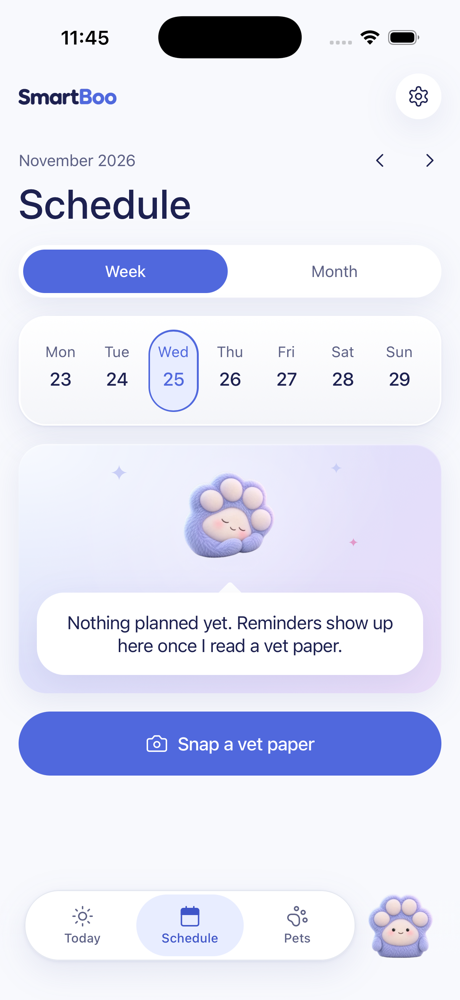 11:45
SmartBoo
November 2026
Schedule
Week Month
Mon Tue Wed Thu Fri Sat Sun
23 24 25 26 27 28 29
Nothing planned yet. Reminders show up
here once I read a vet paper.
Snap a vet paper
Today Schedule Pets